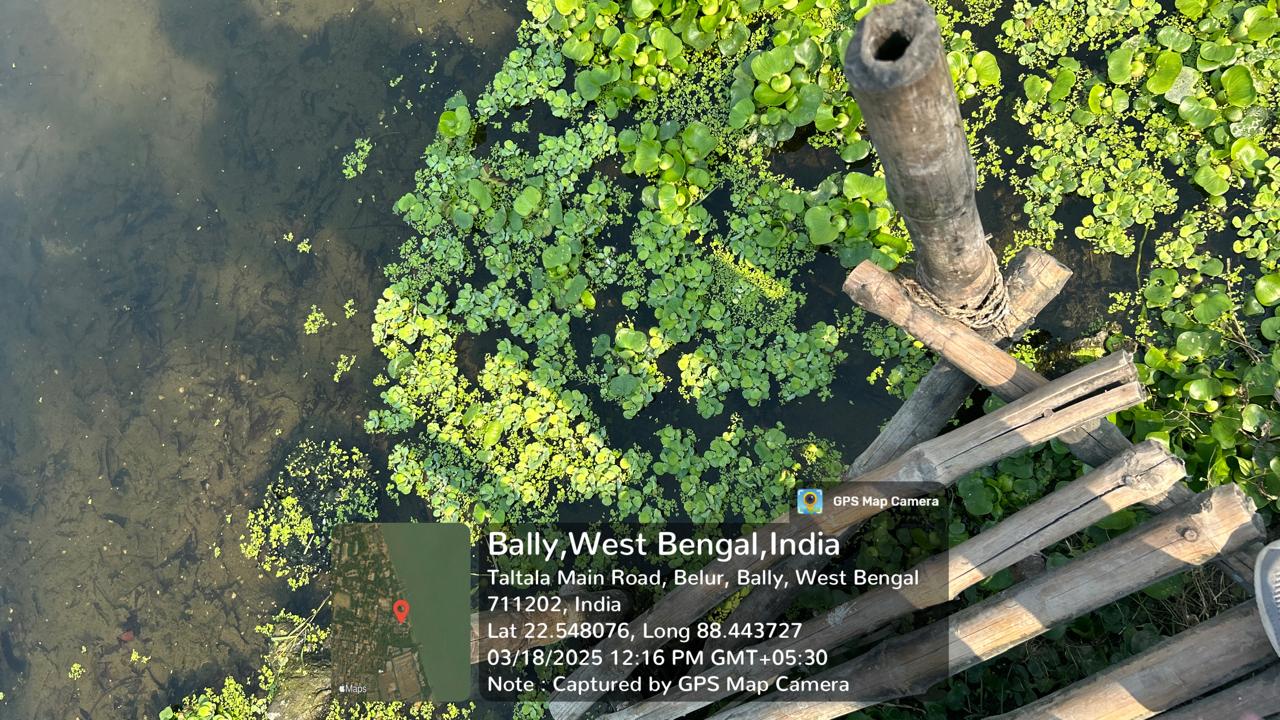 GPS Map Camera
Bally,West Bengal,India
Taltala Main Road, Belur, Bally, West Bengal
711202, India
Lat 22.548076, Long 88.443727
03/18/2025 12:16 PM GMT+05:30
Note : Captured by GPS Map Camera
Maps